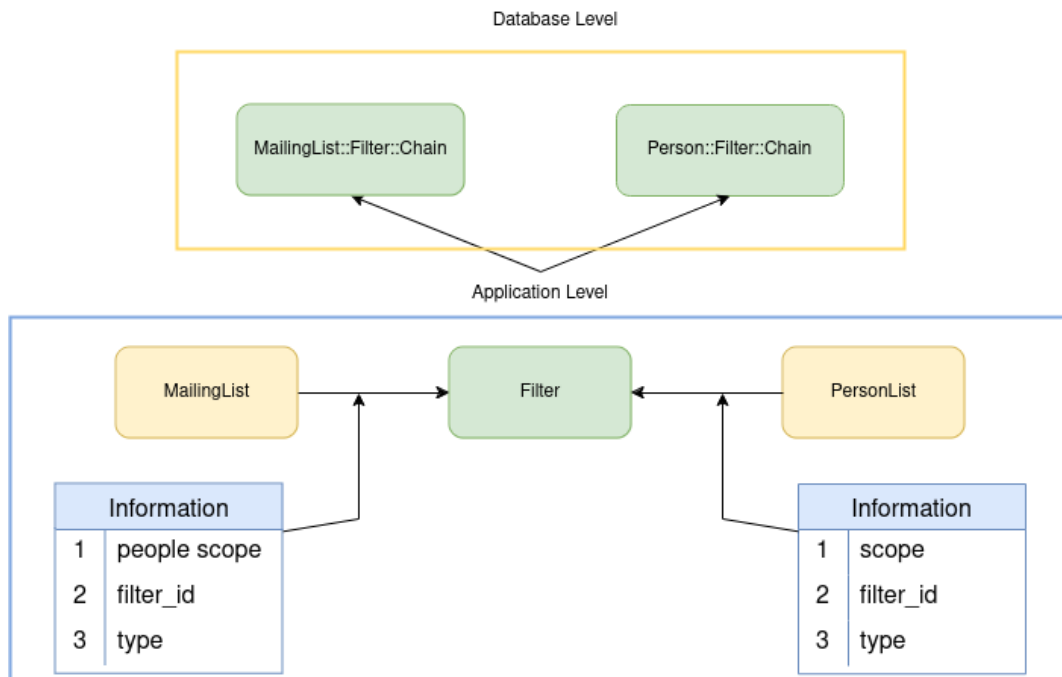 Database Level
MailingList::Filter::Chain
Person::Filter::Chain
Application Level
MailingList
Filter
PersonList
Information
1 people scope
2 filter_id
3 type
Information
1 scope
2 filter_id
3 type